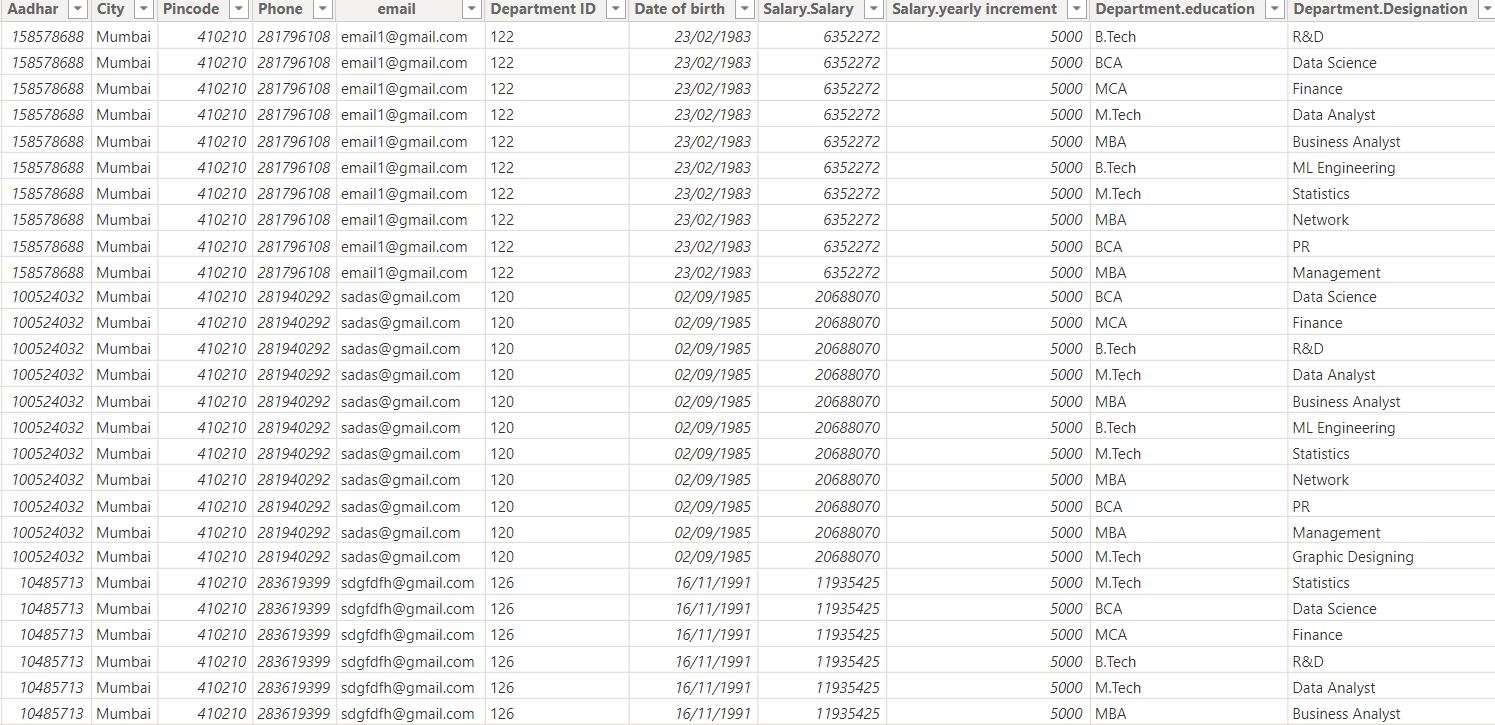 Aadhar City Pincode Phone email Department ID Date of birth Salary.Salary Salary.yearly increment Department.education Department.Designation
158578688 Mumbai 410210 281796108 email1@gmail.com 122 23/02/1983 6352272 5000 B.Tech R&D
158578688 Mumbai 410210 281796108 email1@gmail.com 122 23/02/1983 6352272 5000 BCA Data Science
158578688 Mumbai 410210 281796108 email1@gmail.com 122 23/02/1983 6352272 5000 MCA Finance
158578688 Mumbai 410210 281796108 email1@gmail.com 122 23/02/1983 6352272 5000 M.Tech Data Analyst
158578688 Mumbai 410210 281796108 email1@gmail.com 122 23/02/1983 6352272 5000 MBA Business Analyst
158578688 Mumbai 410210 281796108 email1@gmail.com 122 23/02/1983 6352272 5000 B.Tech ML Engineering
158578688 Mumbai 410210 281796108 email1@gmail.com 122 23/02/1983 6352272 5000 M.Tech Statistics
158578688 Mumbai 410210 281796108 email1@gmail.com 122 23/02/1983 6352272 5000 MBA Network
158578688 Mumbai 410210 281796108 email1@gmail.com 122 23/02/1983 6352272 5000 BCA PR
158578688 Mumbai 410210 281796108 email1@gmail.com 122 23/02/1983 6352272 5000 MBA Management
100524032 Mumbai 410210 281940292 sadas@gmail.com 120 02/09/1985 20688070 5000 BCA Data Science
100524032 Mumbai 410210 281940292 sadas@gmail.com 120 02/09/1985 20688070 5000 MCA Finance
100524032 Mumbai 410210 281940292 sadas@gmail.com 120 02/09/1985 20688070 5000 B.Tech R&D
100524032 Mumbai 410210 281940292 sadas@gmail.com 120 02/09/1985 20688070 5000 M.Tech Data Analyst
100524032 Mumbai 410210 281940292 sadas@gmail.com 120 02/09/1985 20688070 5000 MBA Business Analyst
100524032 Mumbai 410210 281940292 sadas@gmail.com 120 02/09/1985 20688070 5000 B.Tech ML Engineering
100524032 Mumbai 410210 281940292 sadas@gmail.com 120 02/09/1985 20688070 5000 M.Tech Statistics
100524032 Mumbai 410210 281940292 sadas@gmail.com 120 02/09/1985 20688070 5000 MBA Network
100524032 Mumbai 410210 281940292 sadas@gmail.com 120 02/09/1985 20688070 5000 BCA PR
100524032 Mumbai 410210 281940292 sadas@gmail.com 120 02/09/1985 20688070 5000 MBA Management
100524032 Mumbai 410210 281940292 sadas@gmail.com 120 02/09/1985 20688070 5000 M.Tech Graphic Designing
10485713 Mumbai 410210 283619399 sdgfdfh@gmail.com 126 16/11/1991 11935425 5000 M.Tech Statistics
10485713 Mumbai 410210 283619399 sdgfdfh@gmail.com 126 16/11/1991 11935425 5000 BCA Data Science
10485713 Mumbai 410210 283619399 sdgfdfh@gmail.com 126 16/11/1991 11935425 5000 MCA Finance
10485713 Mumbai 410210 283619399 sdgfdfh@gmail.com 126 16/11/1991 11935425 5000 B.Tech R&D
10485713 Mumbai 410210 283619399 sdgfdfh@gmail.com 126 16/11/1991 11935425 5000 M.Tech Data Analyst
10485713 Mumbai 410210 283619399 sdgfdfh@gmail.com 126 16/11/1991 11935425 5000 MBA Business Analyst